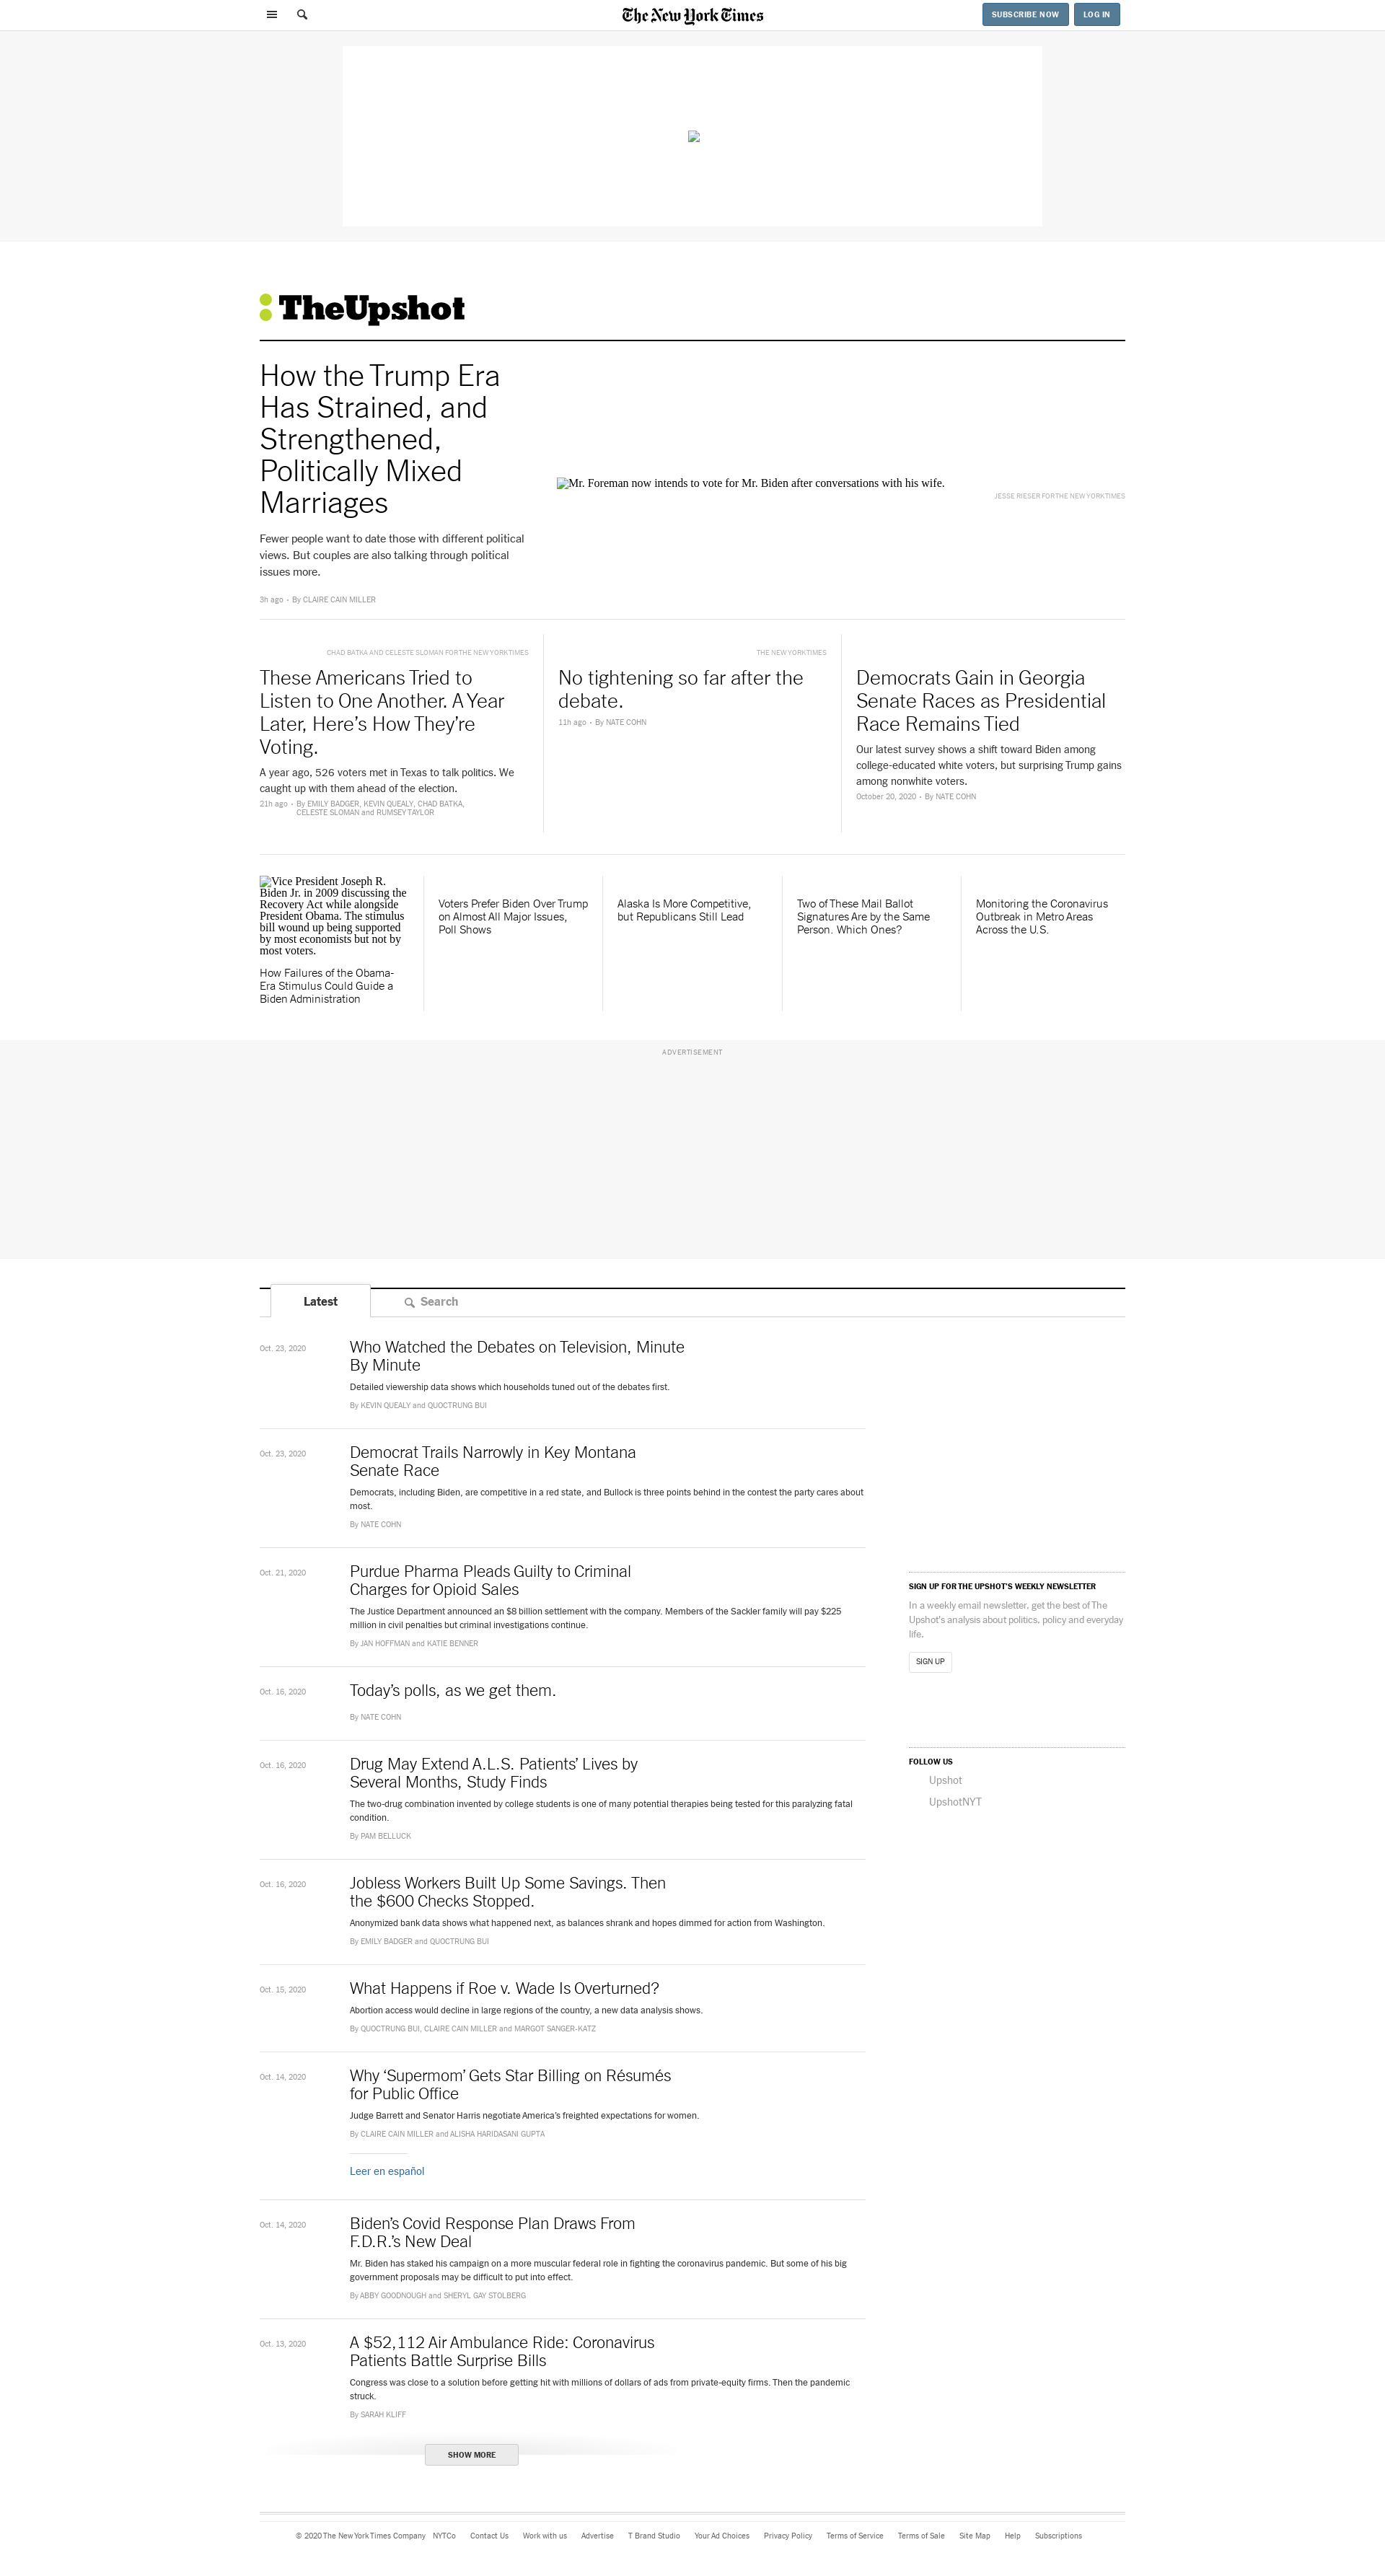 The New York Times
SUBSCRIBE NOW
LOG IN
TheUpshot
How the Trump Era
Has Strained, and
Strengthened,
Politically Mixed
Marriages
Fewer people want to date those with different political
views. But couples are also talking through political
issues more.
3h ago • By CLAIRE CAIN MILLER
Mr. Foreman now intends to vote for Mr. Biden after conversations with his wife.
JESSE RIESER FOR THE NEW YORK TIMES
CHAD BATKA AND CELESTE SLOMAN FOR THE NEW YORK TIMES
These Americans Tried to
Listen to One Another. A Year
Later, Here’s How They’re
Voting.
A year ago, 526 voters met in Texas to talk politics. We
caught up with them ahead of the election.
21h ago • By EMILY BADGER, KEVIN QUEALY, CHAD BATKA,
CELESTE SLOMAN and RUMSEY TAYLOR
THE NEW YORK TIMES
No tightening so far after the
debate.
11h ago • By NATE COHN
Democrats Gain in Georgia
Senate Races as Presidential
Race Remains Tied
Our latest survey shows a shift toward Biden among
college-educated white voters, but surprising Trump gains
among nonwhite voters.
October 20, 2020 • By NATE COHN
Vice President Joseph R.
Biden Jr. in 2009 discussing the
Recovery Act while alongside
President Obama. The stimulus
bill wound up being supported
by most economists but not by
most voters.
How Failures of the Obama-
Era Stimulus Could Guide a
Biden Administration
Voters Prefer Biden Over Trump
on Almost All Major Issues,
Poll Shows
Alaska Is More Competitive,
but Republicans Still Lead
Two of These Mail Ballot
Signatures Are by the Same
Person. Which Ones?
Monitoring the Coronavirus
Outbreak in Metro Areas
Across the U.S.
ADVERTISEMENT
Latest
Search
Oct. 23, 2020
Who Watched the Debates on Television, Minute
By Minute
Detailed viewership data shows which households tuned out of the debates first.
By KEVIN QUEALY and QUOCTRUNG BUI
Oct. 23, 2020
Democrat Trails Narrowly in Key Montana
Senate Race
Democrats, including Biden, are competitive in a red state, and Bullock is three points behind in the contest the party cares about
most.
By NATE COHN
Oct. 21, 2020
Purdue Pharma Pleads Guilty to Criminal
Charges for Opioid Sales
The Justice Department announced an $8 billion settlement with the company. Members of the Sackler family will pay $225
million in civil penalties but criminal investigations continue.
By JAN HOFFMAN and KATIE BENNER
Oct. 16, 2020
Today’s polls, as we get them.
By NATE COHN
Oct. 16, 2020
Drug May Extend A.L.S. Patients’ Lives by
Several Months, Study Finds
The two-drug combination invented by college students is one of many potential therapies being tested for this paralyzing fatal
condition.
By PAM BELLUCK
Oct. 16, 2020
Jobless Workers Built Up Some Savings. Then
the $600 Checks Stopped.
Anonymized bank data shows what happened next, as balances shrank and hopes dimmed for action from Washington.
By EMILY BADGER and QUOCTRUNG BUI
Oct. 15, 2020
What Happens if Roe v. Wade Is Overturned?
Abortion access would decline in large regions of the country, a new data analysis shows.
By QUOCTRUNG BUI, CLAIRE CAIN MILLER and MARGOT SANGER-KATZ
Oct. 14, 2020
Why ‘Supermom’ Gets Star Billing on Résumés
for Public Office
Judge Barrett and Senator Harris negotiate America’s freighted expectations for women.
By CLAIRE CAIN MILLER and ALISHA HARIDASANI GUPTA
Leer en español
Oct. 14, 2020
Biden’s Covid Response Plan Draws From
F.D.R.’s New Deal
Mr. Biden has staked his campaign on a more muscular federal role in fighting the coronavirus pandemic. But some of his big
government proposals may be difficult to put into effect.
By ABBY GOODNOUGH and SHERYL GAY STOLBERG
Oct. 13, 2020
A $52,112 Air Ambulance Ride: Coronavirus
Patients Battle Surprise Bills
Congress was close to a solution before getting hit with millions of dollars of ads from private-equity firms. Then the pandemic
struck.
By SARAH KLIFF
SHOW MORE
SIGN UP FOR THE UPSHOT'S WEEKLY NEWSLETTER
In a weekly email newsletter, get the best of The
Upshot's analysis about politics, policy and everyday
life.
SIGN UP
FOLLOW US
Upshot
UpshotNYT
© 2020 The New York Times Company NYTCo Contact Us Work with us Advertise T Brand Studio Your Ad Choices Privacy Policy Terms of Service Terms of Sale Site Map Help Subscriptions